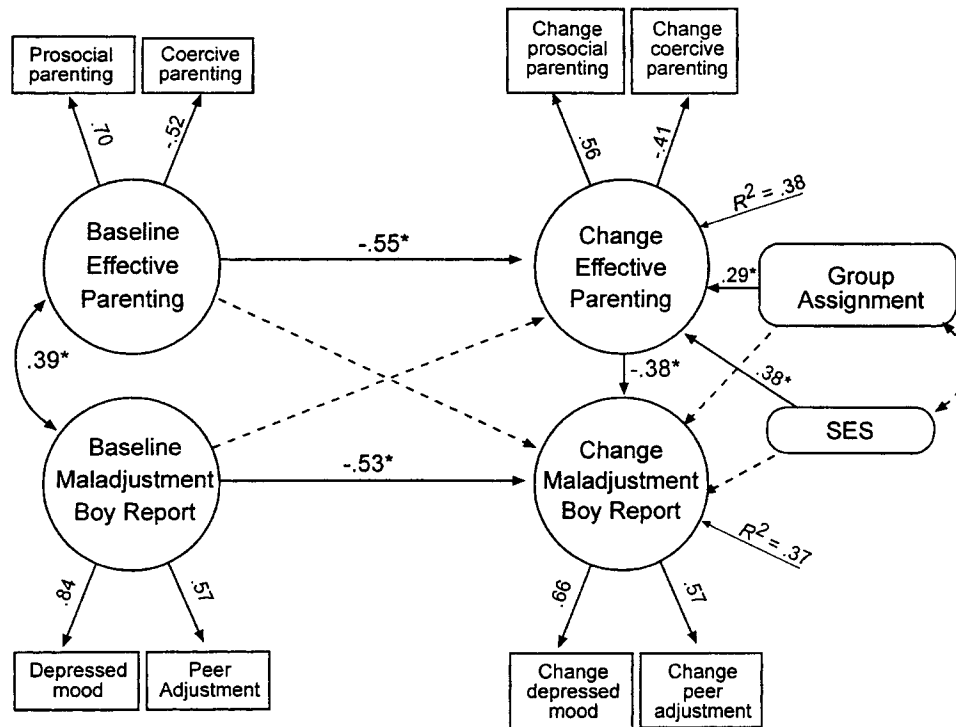 Prosocial
parenting
Coercive
parenting
Change
prosocial
parenting
Change
coercive
parenting
.70
-.52
.56
-.41
R2 = .38
Baseline
Effective
Parenting
-.55*
Change
Effective
Parenting
.29*
Group
Assignment
.39*
-.38*
.38*
SES
Baseline
Maladjustment
Boy Report
-.53*
Change
Maladjustment
Boy Report
R2 = .37
.84
.57
.66
.57
Depressed
mood
Peer
Adjustment
Change
depressed
mood
Change
peer
adjustment